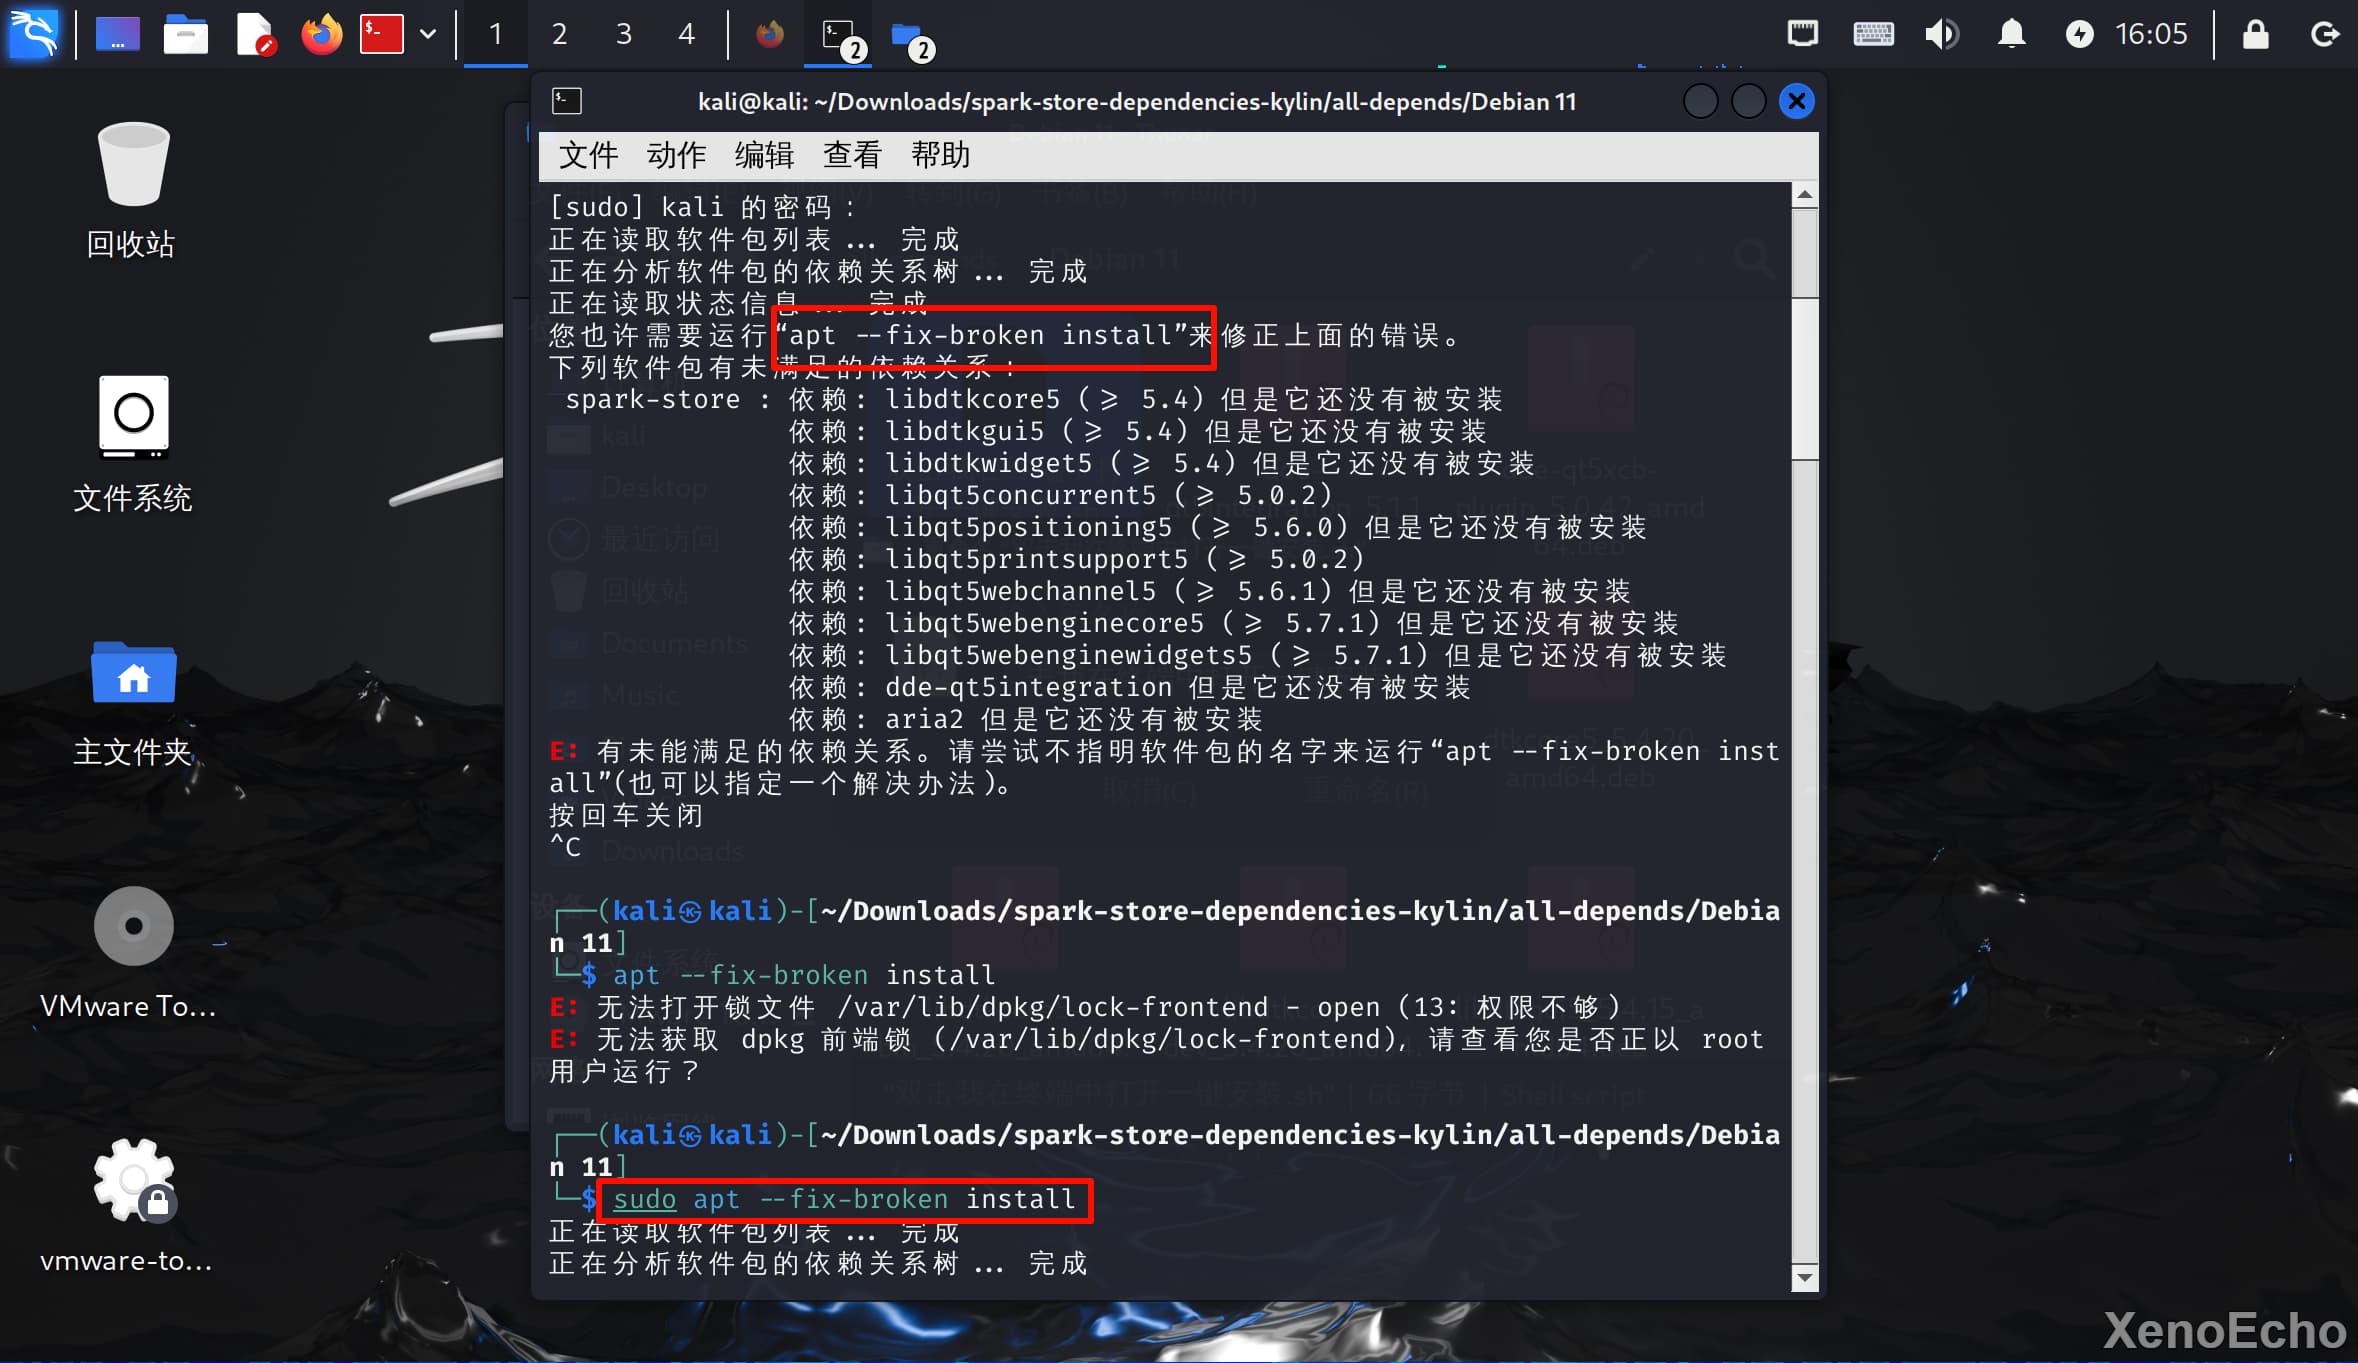 1 2 3 4 2 2 16:05
kali@kali: ~/Downloads/spark-store-dependencies-kylin/all-depends/Debian 11
文件 动作 编辑 查看 帮助
[sudo] kali 的密码：
正在读取软件包列表... 完成
正在分析软件包的依赖关系树... 完成
正在读取状态信息... 完成
您也许需要运行“apt --fix-broken install”来修正上面的错误。
下列软件包有未满足的依赖关系：
spark-store : 依赖: libdtkcore5 (>= 5.4) 但是它还没有被安装
依赖: libdtkgui5 (>= 5.4) 但是它还没有被安装
依赖: libdtkwidget5 (>= 5.4) 但是它还没有被安装
依赖: libqt5concurrent5 (>= 5.0.2)
依赖: libqt5positioning5 (>= 5.6.0) 但是它还没有被安装
依赖: libqt5printsupport5 (>= 5.0.2)
依赖: libqt5webchannel5 (>= 5.6.1) 但是它还没有被安装
依赖: libqt5webenginecore5 (>= 5.7.1) 但是它还没有被安装
依赖: libqt5webenginewidgets5 (>= 5.7.1) 但是它还没有被安装
依赖: dde-qt5integration 但是它还没有被安装
依赖: aria2 但是它还没有被安装
E: 有未能满足的依赖关系。请尝试不指明软件包的名字来运行“apt --fix-broken inst
all”(也可以指定一个解决办法)。
按回车关闭
^C
┌──(kali㉿kali)-[~/Downloads/spark-store-dependencies-kylin/all-depends/Debia
n 11]
└─$ apt --fix-broken install
E: 无法打开锁文件 /var/lib/dpkg/lock-frontend - open (13: 权限不够)
E: 无法获取 dpkg 前端锁 (/var/lib/dpkg/lock-frontend)，请查看您是否正以 root
用户运行？
┌──(kali㉿kali)-[~/Downloads/spark-store-dependencies-kylin/all-depends/Debia
n 11]
└─$ sudo apt --fix-broken install
正在读取软件包列表... 完成
正在分析软件包的依赖关系树... 完成
回收站
文件系统
主文件夹
VMware To...
vmware-to...
XenoEcho